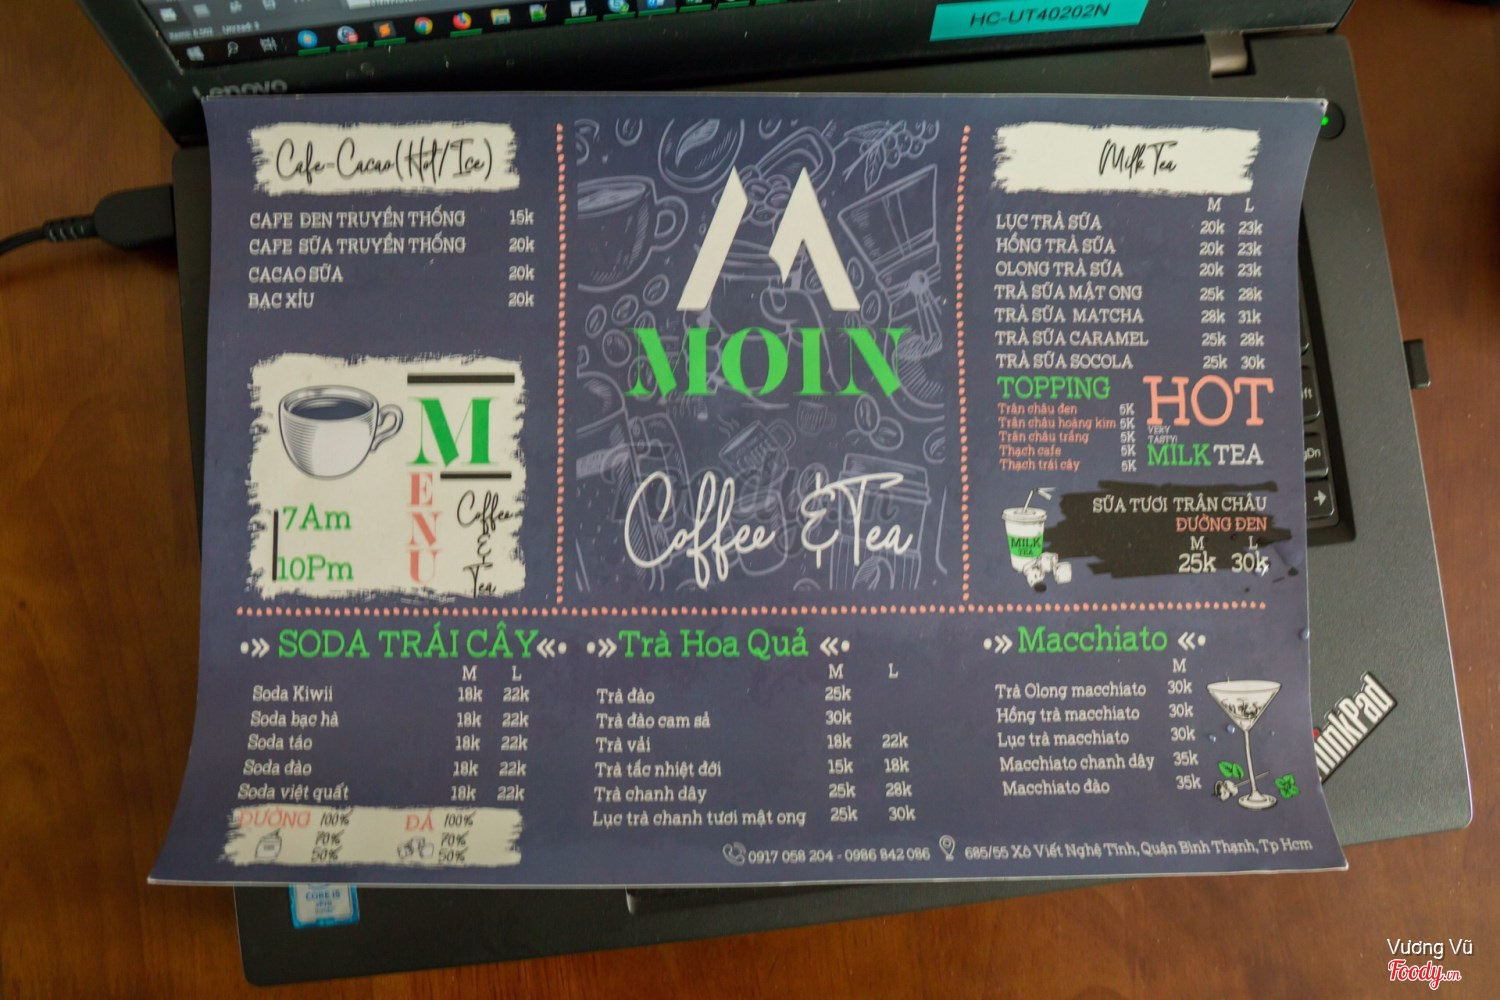 HC-UT40202N
Lenovo
Cafe-Cacao(Hot/Ice)
CAFE ĐEN TRUYỀN THỐNG 15k
CAFE SỮA TRUYỀN THỐNG 20k
CACAO SỮA 20k
BẠC XỈU 20k
MENU
Coffee
&
Tea
7Am
10Pm
MOIN
Coffee & Tea
Milk Tea
M L
LỤC TRÀ SỮA 20k 23k
HỒNG TRÀ SỮA 20k 23k
OLONG TRÀ SỮA 20k 23k
TRÀ SỮA MẬT ONG 25k 28k
TRÀ SỮA MATCHA 28k 31k
TRÀ SỮA CARAMEL 25k 28k
TRÀ SỮA SOCOLA 25k 30k
TOPPING
Trân châu đen 5K
Trân châu hoàng kim 5K
Trân châu trắng 5K
Thạch cafe 5K
Thạch trái cây 5K
HOT
VERY
TASTY!
MILK TEA
MILK
TEA
SỮA TƯƠI TRÂN CHÂU
ĐƯỜNG ĐEN
M L
25k 30k
•» SODA TRÁI CÂY «•
M L
Soda Kiwii 18k 22k
Soda bạc hà 18k 22k
Soda táo 18k 22k
Soda đào 18k 22k
Soda việt quất 18k 22k
ĐƯỜNG 100%
70%
50%
ĐÁ 100%
70%
50%
•» Trà Hoa Quả «•
M L
Trà đào 25k
Trà đào cam sả 30k
Trà vải 18k 22k
Trà tắc nhiệt đới 15k 18k
Trà chanh dây 25k 28k
Lục trà chanh tươi mật ong 25k 30k
•» Macchiato «•
M
Trà Olong macchiato 30k
Hồng trà macchiato 30k
Lục trà macchiato 30k
Macchiato chanh dây 35k
Macchiato đào 35k
0917 058 204 - 0986 842 086
685/55 Xô Viết Nghệ Tĩnh, Quận Bình Thạnh, Tp Hcm
ThinkPad
CORE i5
vPro
Vương Vũ
Foody.vn